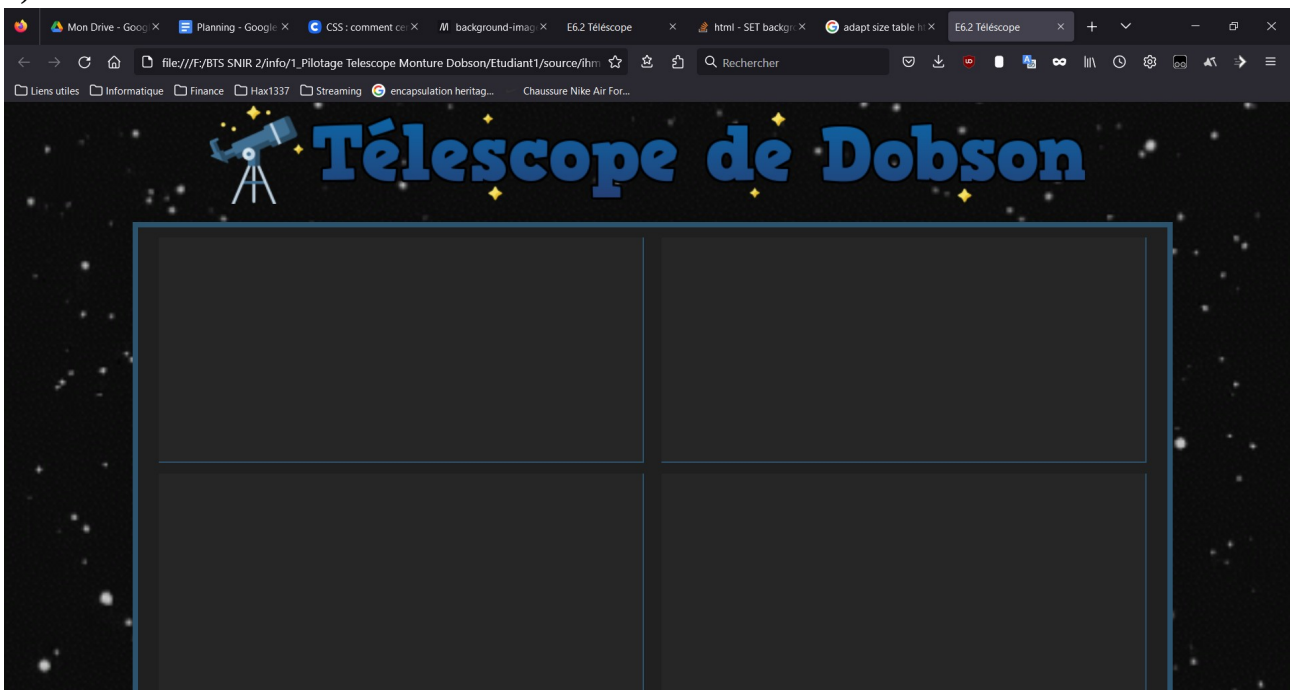 Mon Drive - Goog
Planning - Google
CSS : comment ce
background-imag
E6.2 Téléscope
html - SET backgr
adapt size table h
E6.2 Téléscope
file:///F:/BTS SNIR 2/info/1_Pilotage Telescope Monture Dobson/Etudiant1/source/ihm
Rechercher
Liens utiles
Informatique
Finance
Hax1337
Streaming
encapsulation heritag...
Chaussure Nike Air For...
Télescope de Dobson